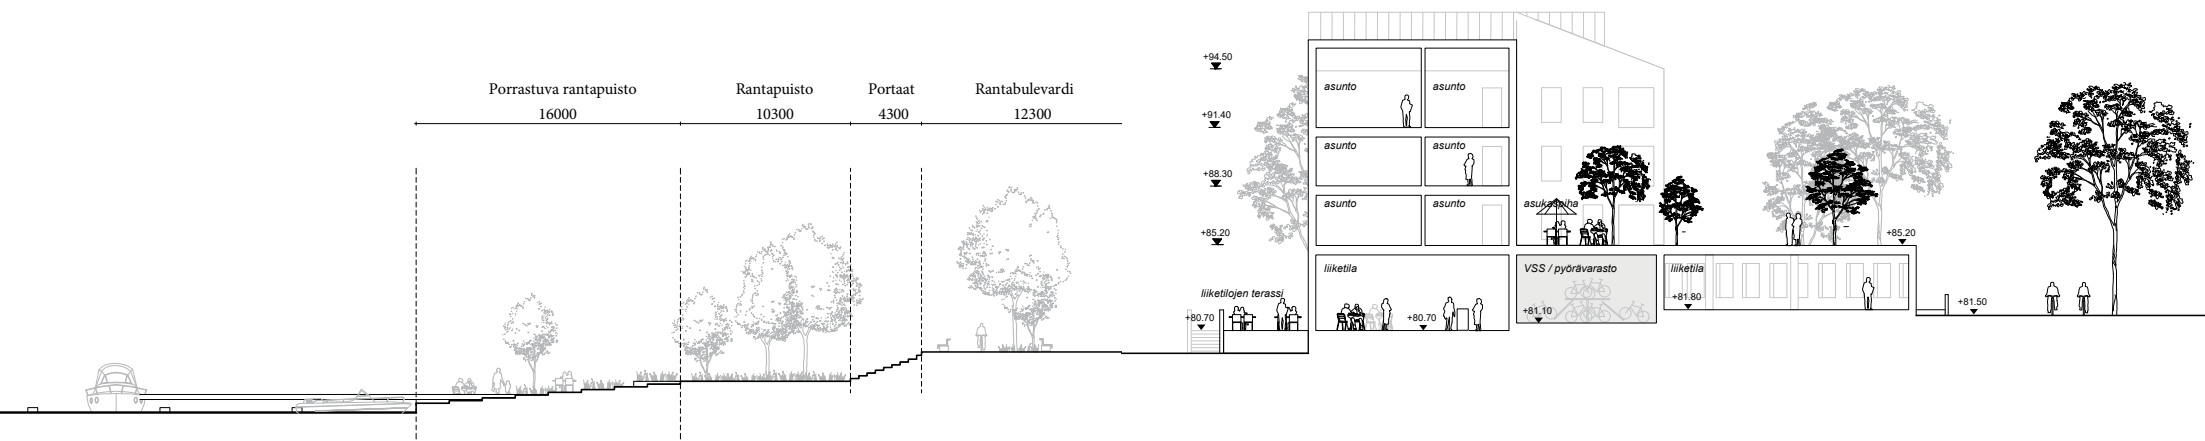 Porrastuva rantapuisto
16000
Rantapuisto
10300
Portaat
4300
Rantabulevardi
12300
+94.50
+91.40
+88.30
+85.20
liiketilojen terassi
+80.70
asunto
asunto
asunto
asunto
asunto
asunto
liiketila
+80.70
asukaspiha
VSS / pyörävarasto
+81.10
liiketila
+81.80
+85.20
+81.50